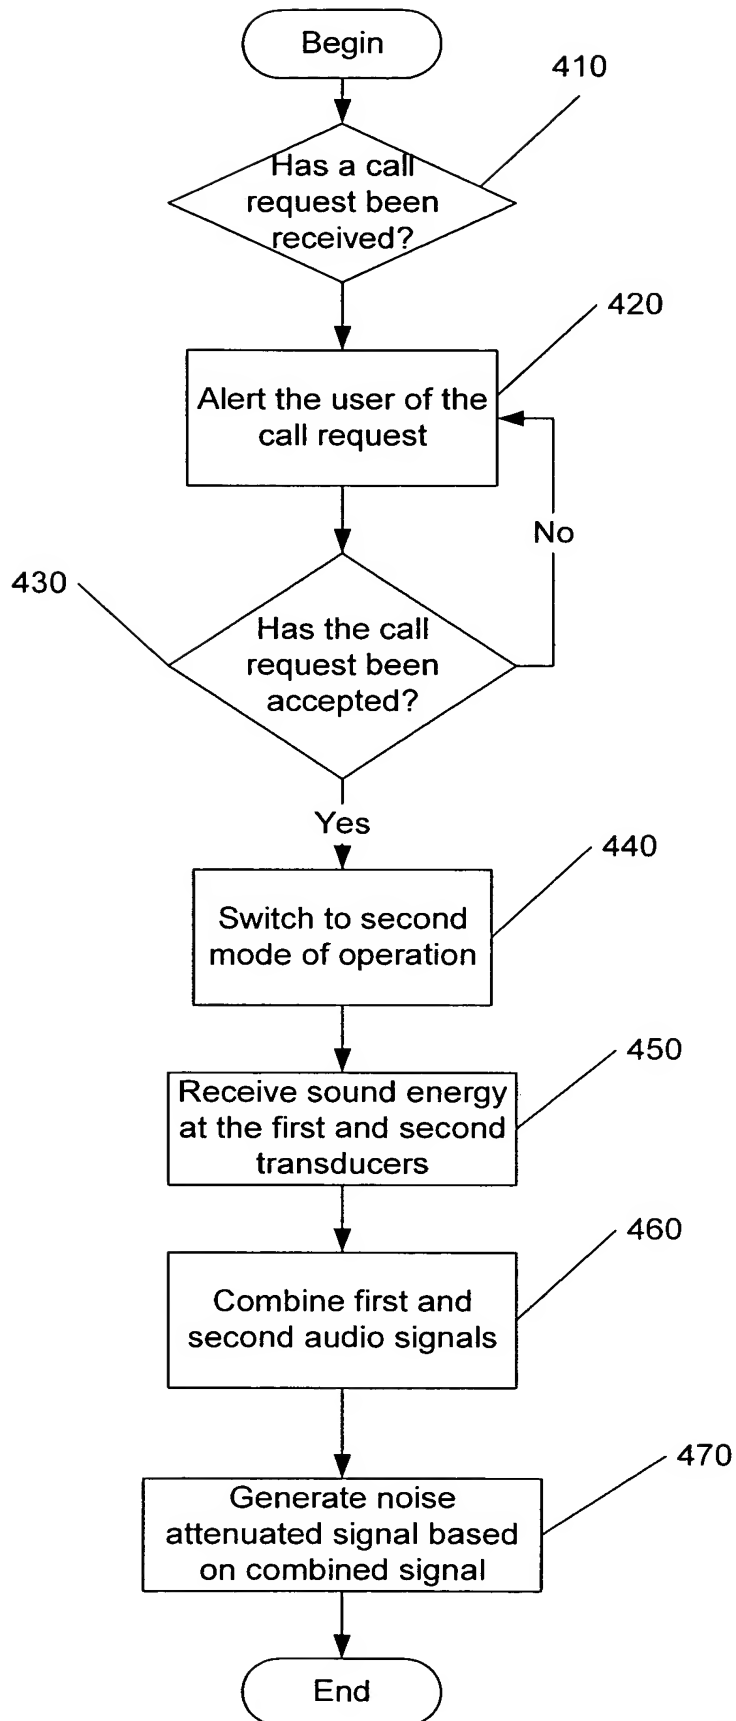 Begin
410
Has a call
request been
received?
420
Alert the user of the
call request
No
430
Has the call
request been
accepted?
Yes
440
Switch to second
mode of operation
450
Receive sound energy
at the first and second
transducers
460
Combine first and
second audio signals
470
Generate noise
attenuated signal based
on combined signal
End